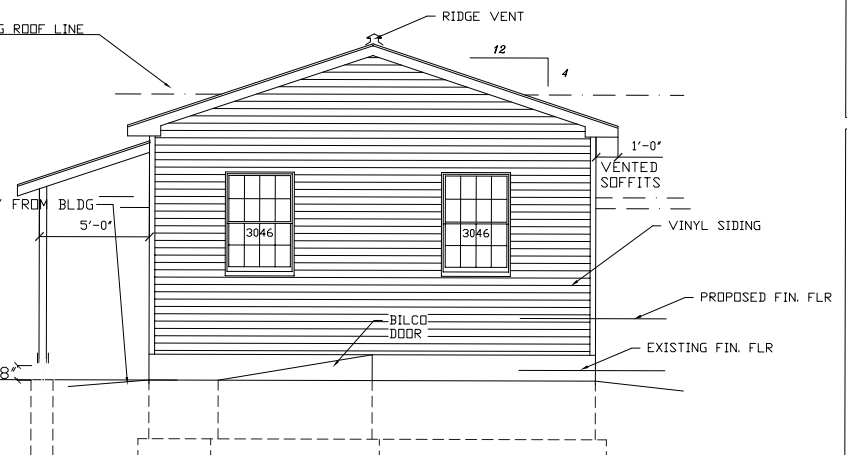 RIDGE VENT
G ROOF LINE
12
4
1'-0"
VENTED
SOFFITS
FROM BLDG
5'-0"
VINYL SIDING
3046
3046
PROPOSED FIN. FLR
BILCO
DOOR
EXISTING FIN. FLR
8"